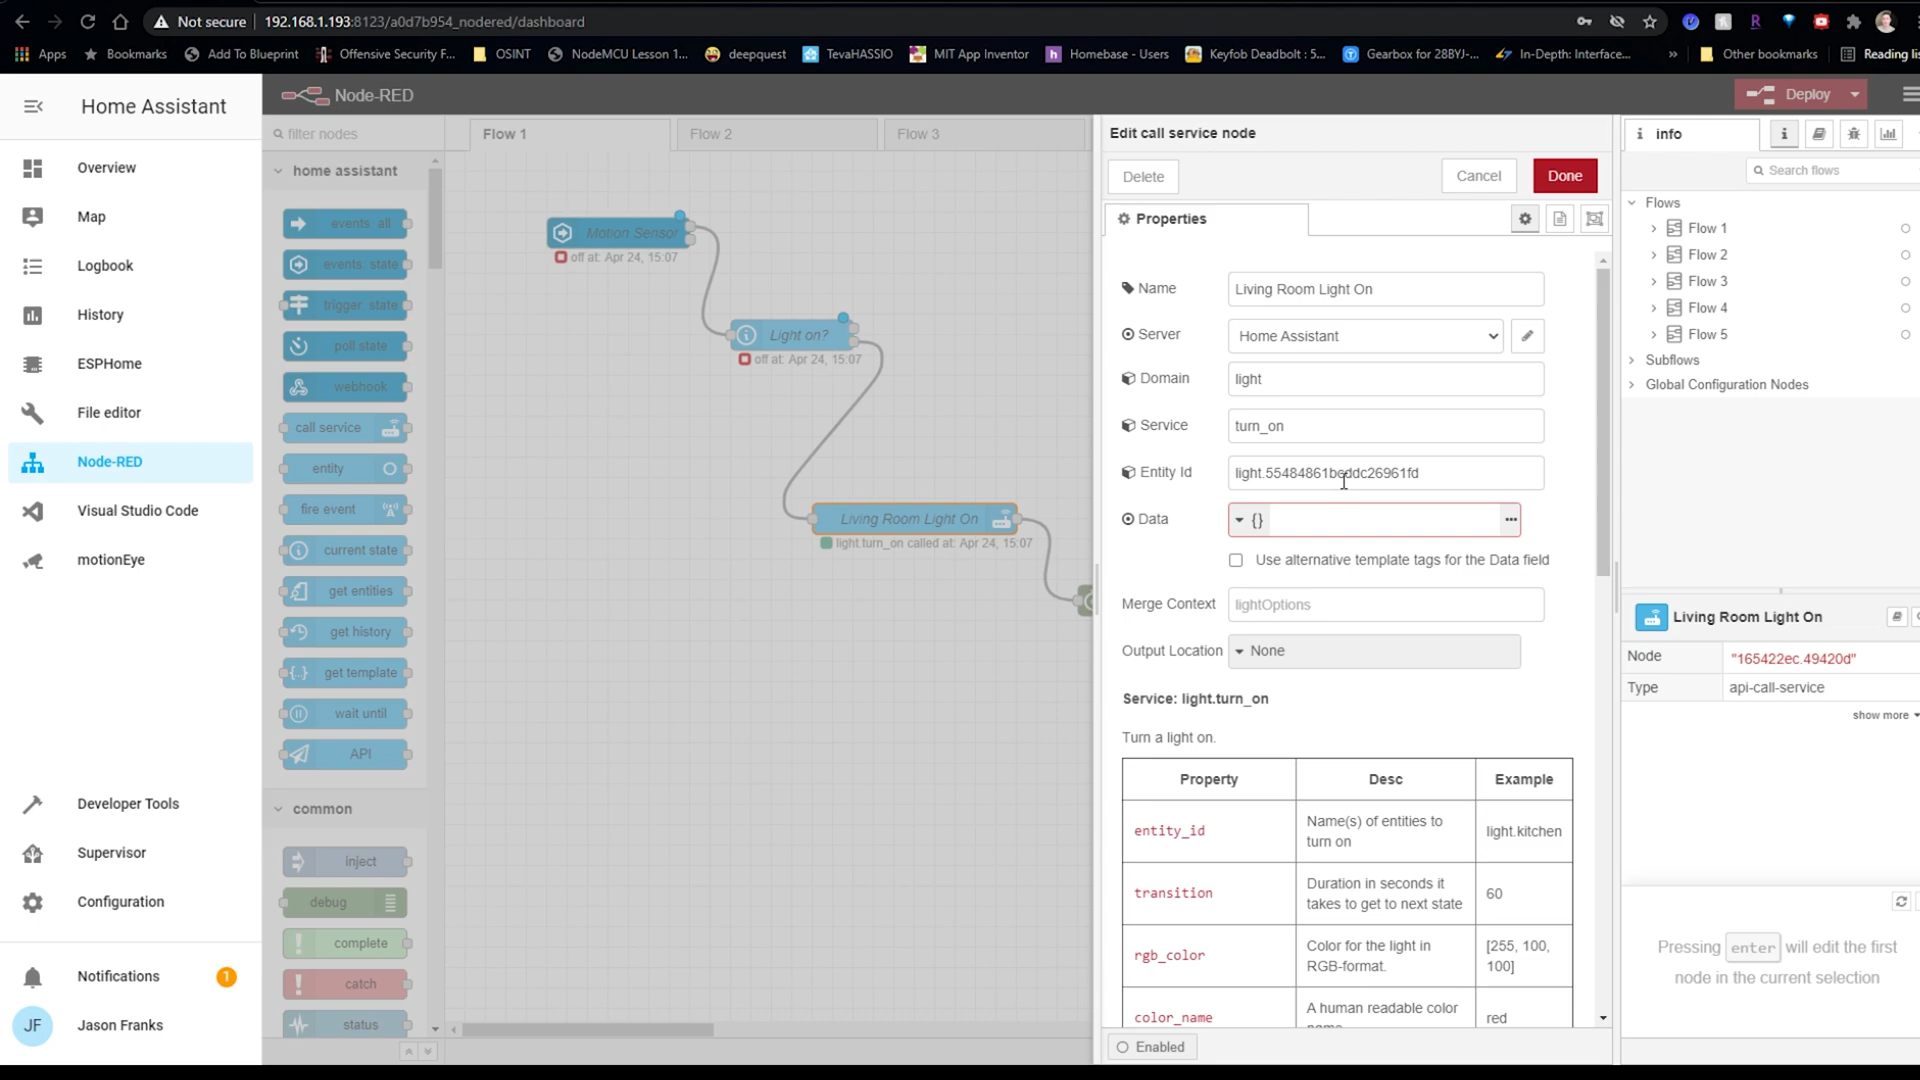 Not secure 192.168.1.193:8123/a0d7b954_nodered/dashboard
Apps Bookmarks Add To Blueprint Offensive Security F... OSINT NodeMCU Lesson 1... deepquest TevaHASSIO MIT App Inventor Homebase - Users Keyfob Deadbolt : 5... Gearbox for 28BYJ-... In-Depth: Interface... » Other bookmarks Reading lis
Home Assistant
Overview
Map
Logbook
History
ESPHome
File editor
Node-RED
Visual Studio Code
motionEye
Developer Tools
Supervisor
Configuration
Notifications 1
JF Jason Franks
Node-RED
Deploy
filter nodes
home assistant
events: all
events: state
trigger: state
poll state
webhook
call service
entity
fire event
current state
get entities
get history
get template
wait until
API
common
inject
debug
complete
catch
status
Flow 1 Flow 2 Flow 3
Motion Sensor
off at: Apr 24, 15:07
Light on?
off at: Apr 24, 15:07
Living Room Light On
light.turn_on called at: Apr 24, 15:07
Edit call service node
Delete Cancel Done
Properties
Name Living Room Light On
Server Home Assistant
Domain light
Service turn_on
Entity Id light.55484861beddc26961fd
Data {} ...
Use alternative template tags for the Data field
Merge Context lightOptions
Output Location None
Service: light.turn_on
Turn a light on.
Property Desc Example
entity_id Name(s) of entities to turn on light.kitchen
transition Duration in seconds it takes to get to next state 60
rgb_color Color for the light in RGB-format. [255, 100, 100]
color_name A human readable color red
Enabled
i info
Search flows
Flows
Flow 1
Flow 2
Flow 3
Flow 4
Flow 5
Subflows
Global Configuration Nodes
Living Room Light On
Node "165422ec.49420d"
Type api-call-service
show more
Pressing enter will edit the first
node in the current selection